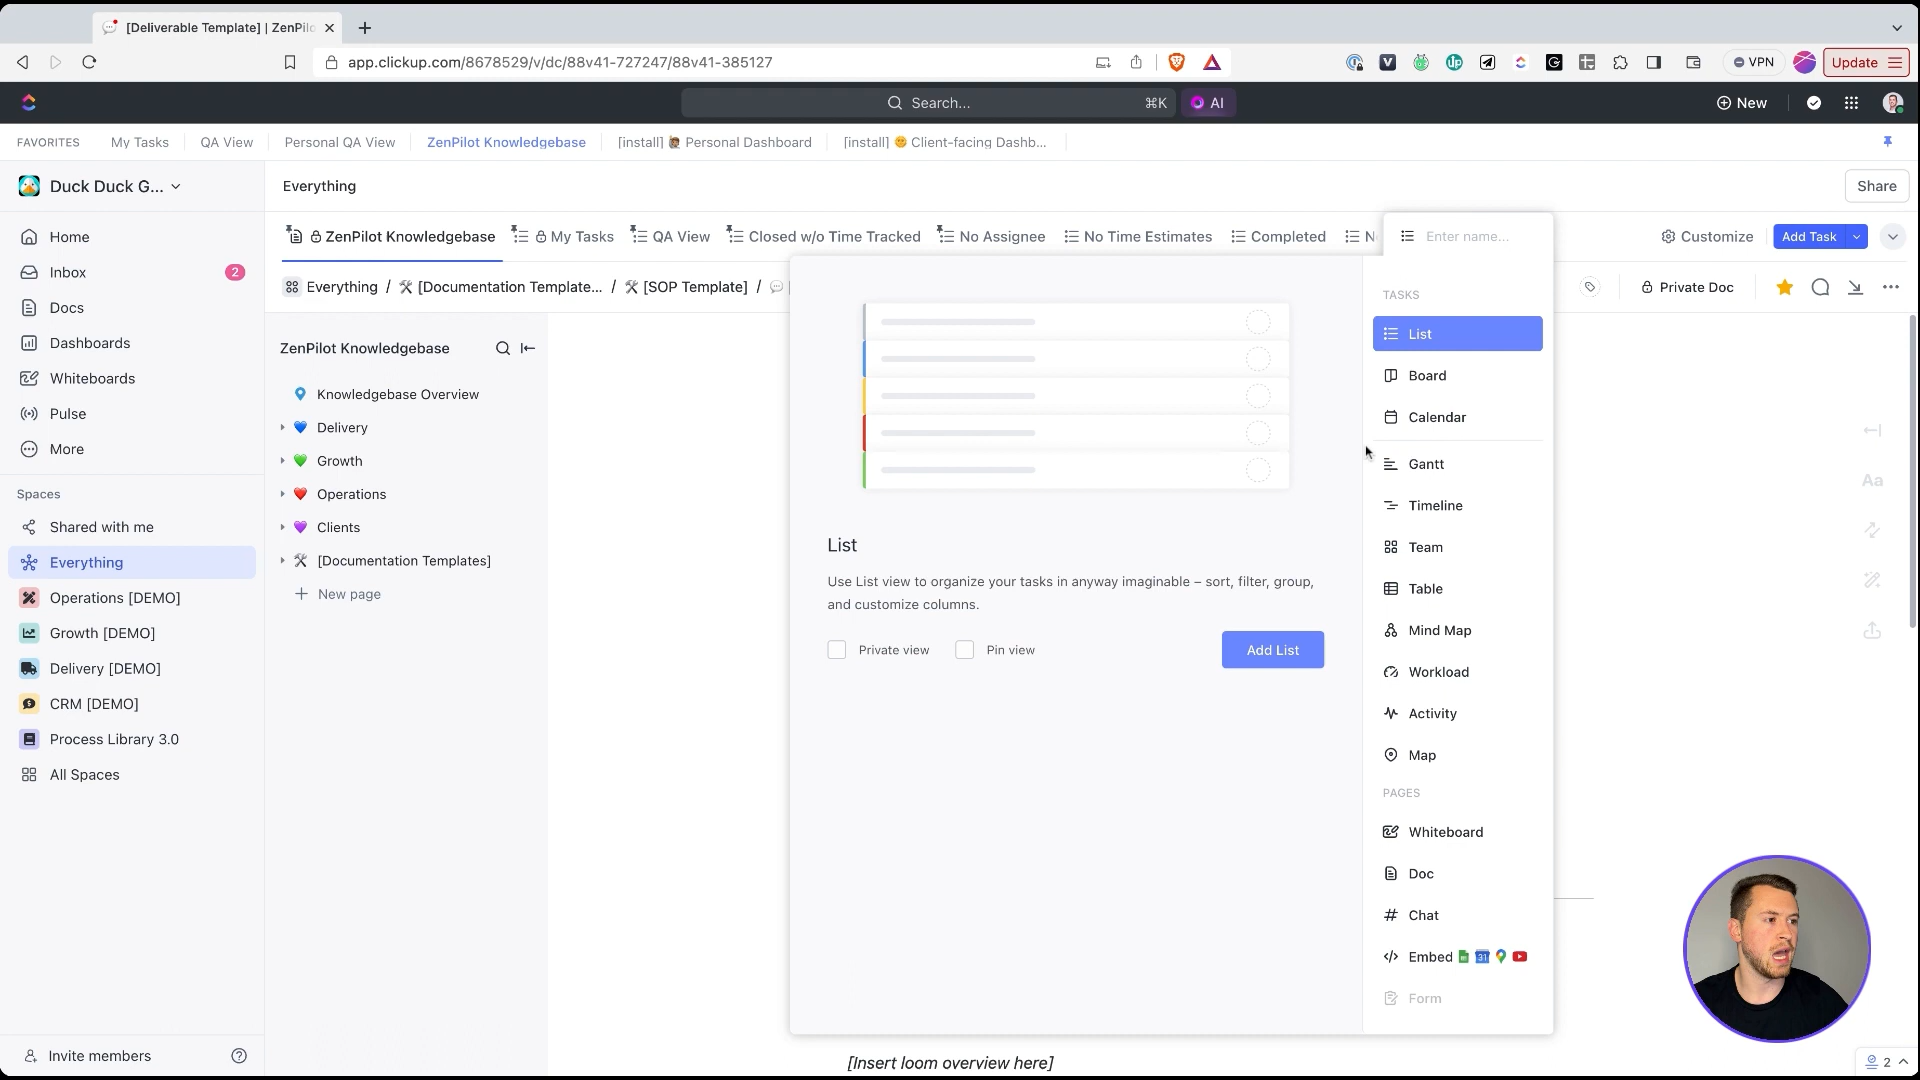 [Deliverable Template] | ZenPilo
app.clickup.com/8678529/v/dc/88v41-727247/88v41-385127
VPN
Update
Search...
⌘K
AI
New
FAVORITES
My Tasks
QA View
Personal QA View
ZenPilot Knowledgebase
[install] 🙋🏽 Personal Dashboard
[install] 🌞 Client-facing Dashb...
Duck Duck G...
Everything
Share
Home
Inbox
2
Docs
Dashboards
Whiteboards
Pulse
More
Spaces
Shared with me
Everything
Operations [DEMO]
Growth [DEMO]
Delivery [DEMO]
CRM [DEMO]
Process Library 3.0
All Spaces
Invite members
ZenPilot Knowledgebase
My Tasks
QA View
Closed w/o Time Tracked
No Assignee
No Time Estimates
Completed
N
Enter name...
Customize
Add Task
Everything / 🛠 [Documentation Template... / 🛠 [SOP Template] / 💬
Private Doc
ZenPilot Knowledgebase
Knowledgebase Overview
Delivery
Growth
Operations
Clients
[Documentation Templates]
New page
List
Use List view to organize your tasks in anyway imaginable – sort, filter, group,
and customize columns.
Private view
Pin view
Add List
TASKS
List
Board
Calendar
Gantt
Timeline
Team
Table
Mind Map
Workload
Activity
Map
PAGES
Whiteboard
Doc
Chat
Embed
31
Form
Aa
[Insert loom overview here]
2